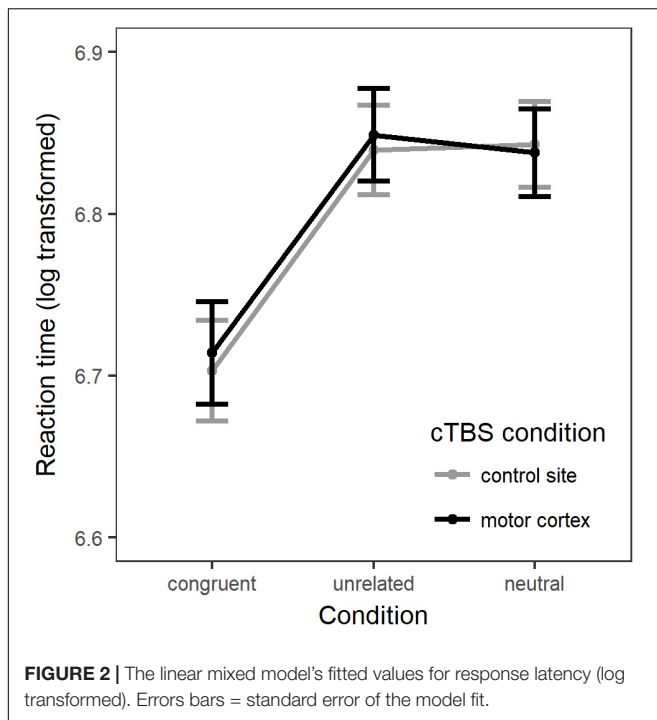 6.9
6.8
6.7
6.6
Reaction time (log transformed)
cTBS condition
control site
motor cortex
congruent unrelated neutral
Condition
FIGURE 2 | The linear mixed model's fitted values for response latency (log
transformed). Errors bars = standard error of the model fit.